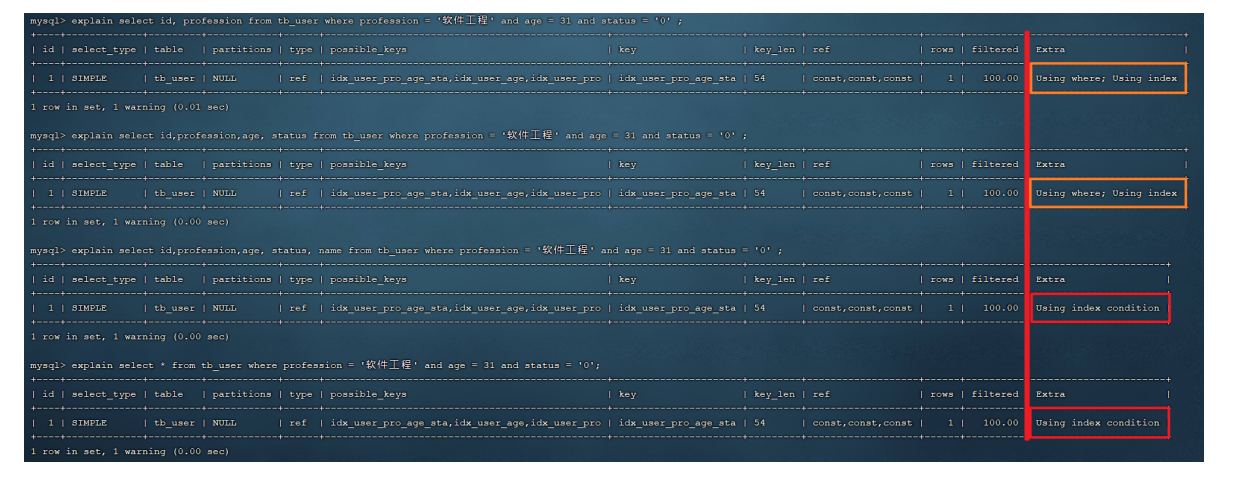 mysql> explain select id, profession from tb_user where profession = '软件工程' and age = 31 and status = '0' ;
+----+-------------+---------+------------+------+------------------------------------------------+----------------------+---------+-------------------+------+----------+--------------------------+
| id | select_type | table | partitions | type | possible_keys | key | key_len | ref | rows | filtered | Extra |
| 1 | SIMPLE | tb_user | NULL | ref | idx_user_pro_age_sta,idx_user_age,idx_user_pro | idx_user_pro_age_sta | 54 | const,const,const | 1 | 100.00 | Using where; Using index
1 row in set, 1 warning (0.01 sec)
mysql> explain select id,profession,age, status from tb_user where profession = '软件工程' and age = 31 and status = '0' ;
| id | select_type | table | partitions | type | possible_keys | key | key_len | ref | rows | filtered | Extra |
| 1 | SIMPLE | tb_user | NULL | ref | idx_user_pro_age_sta,idx_user_age,idx_user_pro | idx_user_pro_age_sta | 54 | const,const,const | 1 | 100.00 | Using where; Using index
1 row in set, 1 warning (0.00 sec)
mysql> explain select id,profession,age, status, name from tb_user where profession = '软件工程' and age = 31 and status = '0' ;
| id | select_type | table | partitions | type | possible_keys | key | key_len | ref | rows | filtered | Extra |
| 1 | SIMPLE | tb_user | NULL | ref | idx_user_pro_age_sta,idx_user_age,idx_user_pro | idx_user_pro_age_sta | 54 | const,const,const | 1 | 100.00 | Using index condition
1 row in set, 1 warning (0.00 sec)
mysql> explain select * from tb_user where profession = '软件工程' and age = 31 and status = '0';
| id | select_type | table | partitions | type | possible_keys | key | key_len | ref | rows | filtered | Extra |
| 1 | SIMPLE | tb_user | NULL | ref | idx_user_pro_age_sta,idx_user_age,idx_user_pro | idx_user_pro_age_sta | 54 | const,const,const | 1 | 100.00 | Using index condition
1 row in set, 1 warning (0.00 sec)